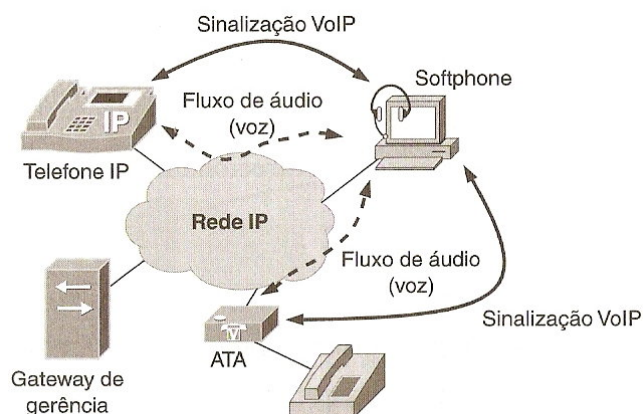 Sinalização VoIP
Softphone
Fluxo de áudio
(voz)
IP
Telefone IP
Rede IP
Fluxo de áudio
(voz)
Sinalização VoIP
V
ATA
Gateway de
gerência